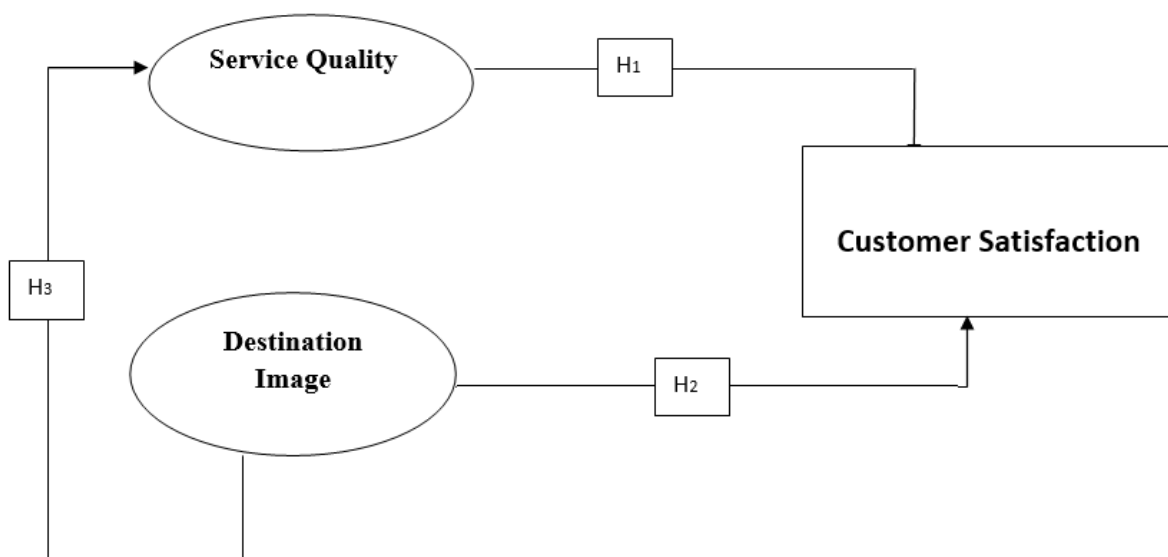 Service Quality
H1
Customer Satisfaction
H3
Destination
Image
H2